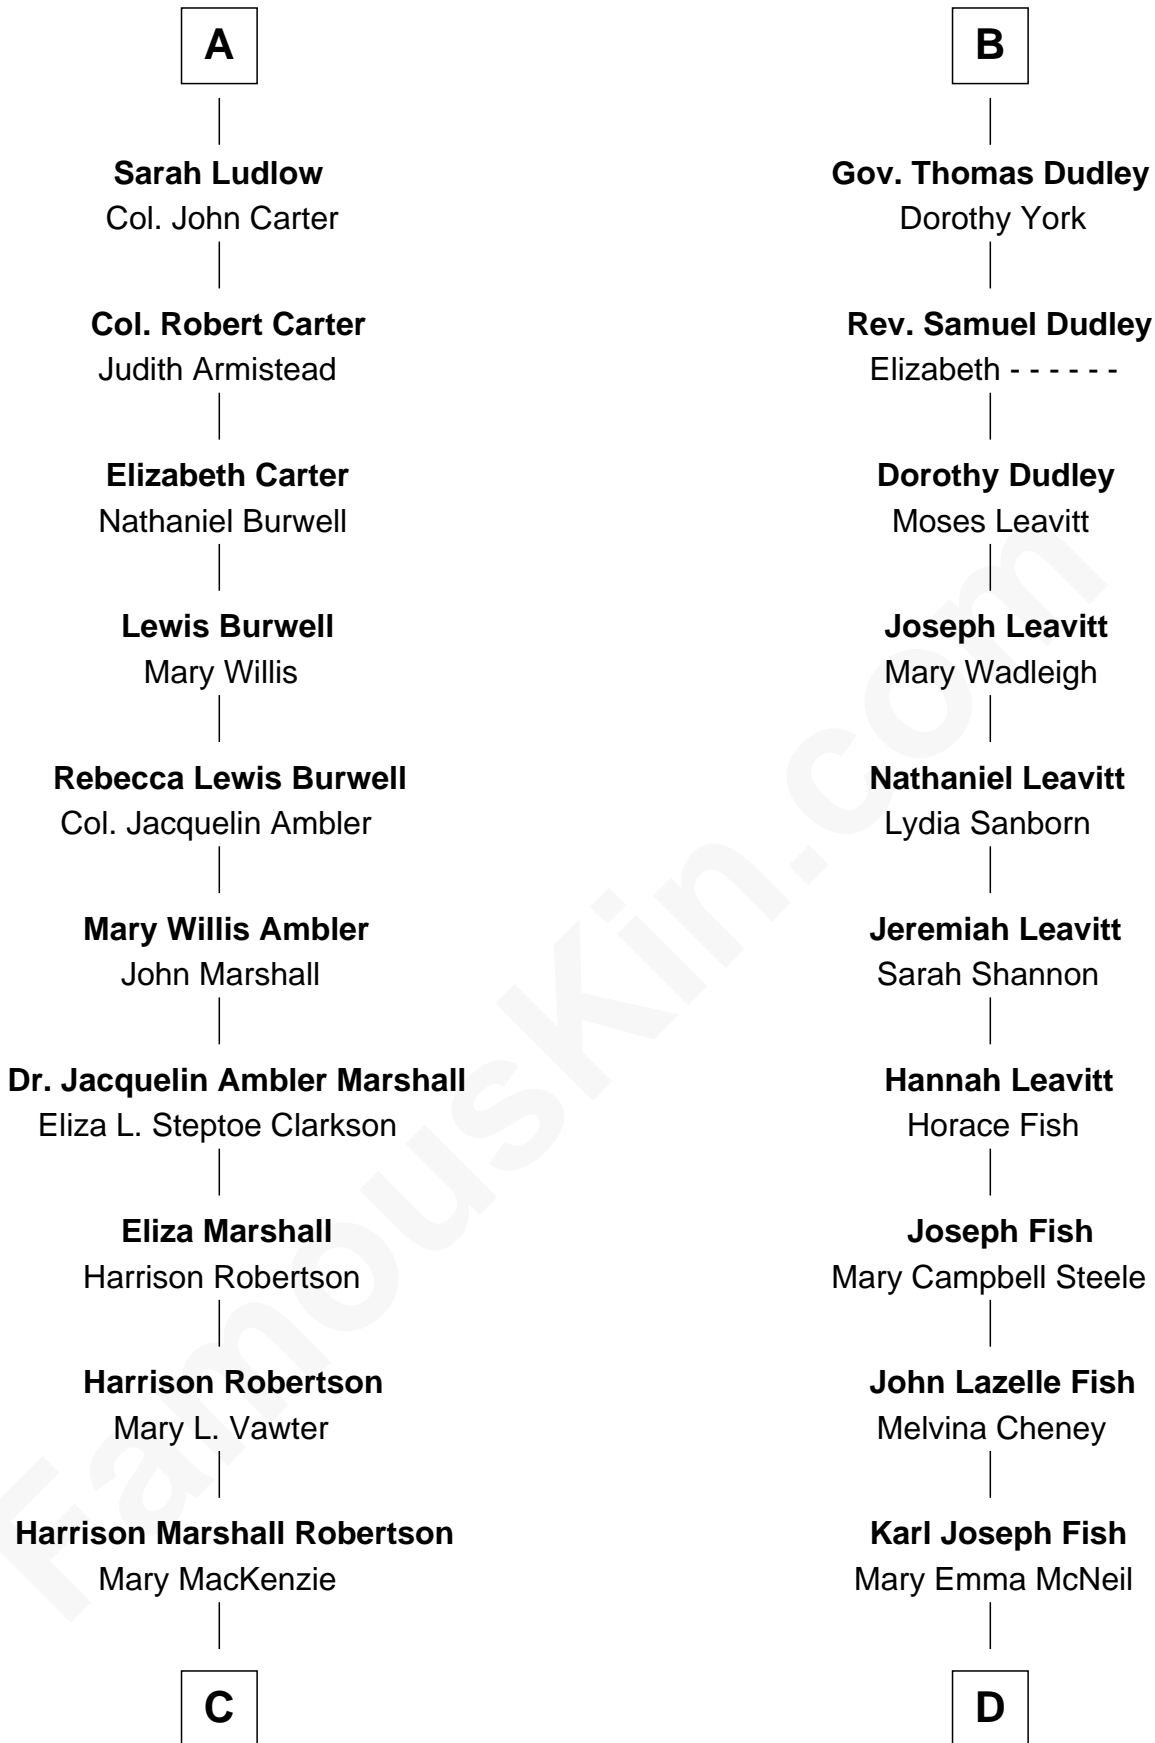 A
Sarah Ludlow
Col. John Carter
Col. Robert Carter
Judith Armistead
Elizabeth Carter
Nathaniel Burwell
Lewis Burwell
Mary Willis
Rebecca Lewis Burwell
Col. Jacquelin Ambler
Mary Willis Ambler
John Marshall
Dr. Jacquelin Ambler Marshall
Eliza L. Steptoe Clarkson
Eliza Marshall
Harrison Robertson
Harrison Robertson
Mary L. Vawter
Harrison Marshall Robertson
Mary MacKenzie
C
B
Gov. Thomas Dudley
Dorothy York
Rev. Samuel Dudley
Elizabeth - - - - - -
Dorothy Dudley
Moses Leavitt
Joseph Leavitt
Mary Wadleigh
Nathaniel Leavitt
Lydia Sanborn
Jeremiah Leavitt
Sarah Shannon
Hannah Leavitt
Horace Fish
Joseph Fish
Mary Campbell Steele
John Lazelle Fish
Melvina Cheney
Karl Joseph Fish
Mary Emma McNeil
D
FamousKin.com